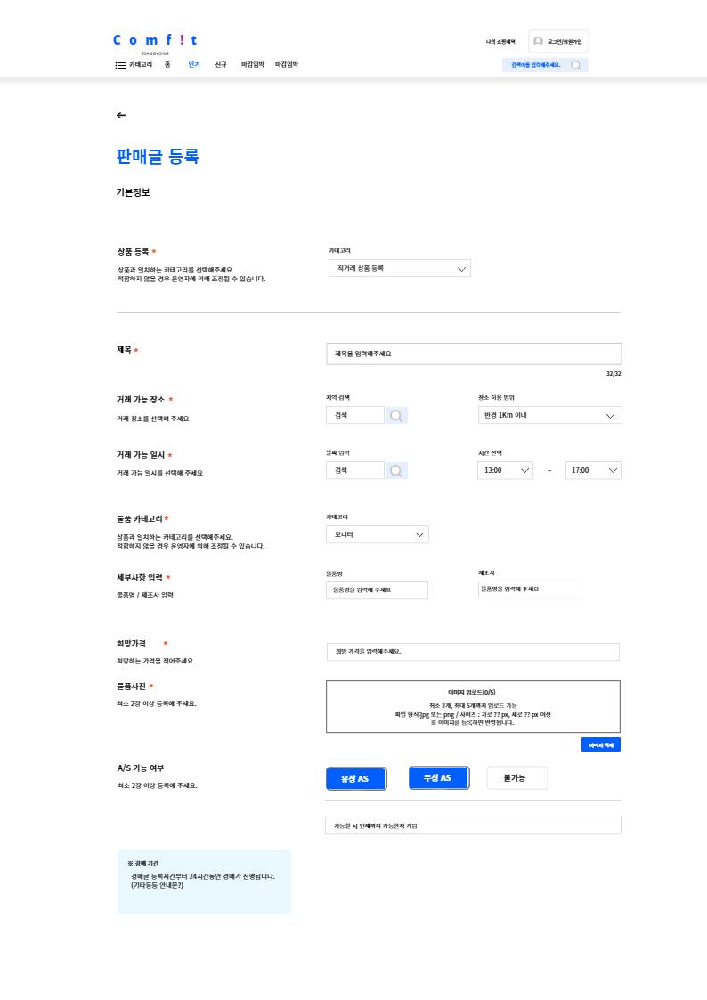 Comf!t
SSANGYONG
나의 쇼핑내역
로그인/회원가입
카테고리 홈 인기 신규 마감임박 마감임박
검색어를 입력해주세요.
판매글 등록
기본정보
상품 등록 *
상품과 일치하는 카테고리를 선택해주세요.
적합하지 않을 경우 운영자에 의해 조정될 수 있습니다.
카테고리
직거래 상품 등록
제목 *
제목을 입력해주세요
32/32
거래 가능 장소 *
거래 장소를 선택해 주세요
지역 검색
검색
장소 허용 범위
반경 1Km 이내
거래 가능 일시 *
거래 가능 일시를 선택해 주세요
날짜 입력
검색
시간 선택
13:00 ~ 17:00
물품 카테고리 *
상품과 일치하는 카테고리를 선택해주세요.
적합하지 않을 경우 운영자에 의해 조정될 수 있습니다.
카테고리
모니터
세부사항 입력 *
물품명 / 제조사 입력
물품명
물품명을 입력해 주세요
제조사
물품명을 입력해 주세요
희망가격 *
희망하는 가격을 적어주세요.
희망 가격을 입력해주세요.
물품사진 *
최소 2장 이상 등록해 주세요.
이미지 업로드(0/5)
최소 2개, 최대 5개까지 업로드 가능
파일 형식:jpg 또는 png / 사이즈 : 가로 ?? px, 세로 ?? px 이상
※ 이미지를 등록하면 반영됩니다.
이미지 삭제
A/S 가능 여부
최소 2장 이상 등록해 주세요.
유상 AS
무상 AS
불가능
가능할 시 언제까지 가능한지 기입
※ 경매 기간
경매글 등록시간부터 24시간동안 경매가 진행됩니다.
(기타등등 안내문?)